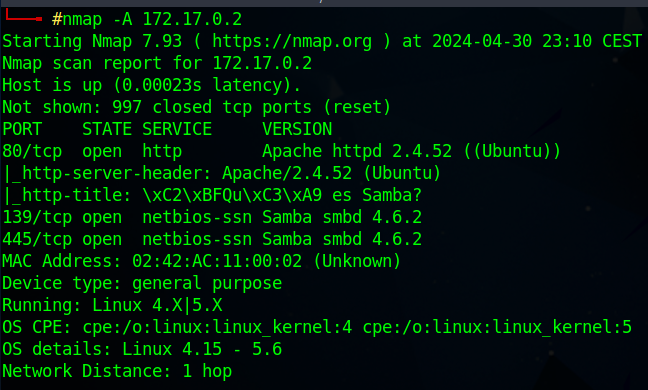 #nmap -A 172.17.0.2
Starting Nmap 7.93 ( https://nmap.org ) at 2024-04-30 23:10 CEST
Nmap scan report for 172.17.0.2
Host is up (0.00023s latency).
Not shown: 997 closed tcp ports (reset)
PORT    STATE SERVICE     VERSION
80/tcp  open  http        Apache httpd 2.4.52 ((Ubuntu))
|_http-server-header: Apache/2.4.52 (Ubuntu)
|_http-title: \xC2\xBFQu\xC3\xA9 es Samba?
139/tcp open  netbios-ssn Samba smbd 4.6.2
445/tcp open  netbios-ssn Samba smbd 4.6.2
MAC Address: 02:42:AC:11:00:02 (Unknown)
Device type: general purpose
Running: Linux 4.X|5.X
OS CPE: cpe:/o:linux:linux_kernel:4 cpe:/o:linux:linux_kernel:5
OS details: Linux 4.15 - 5.6
Network Distance: 1 hop